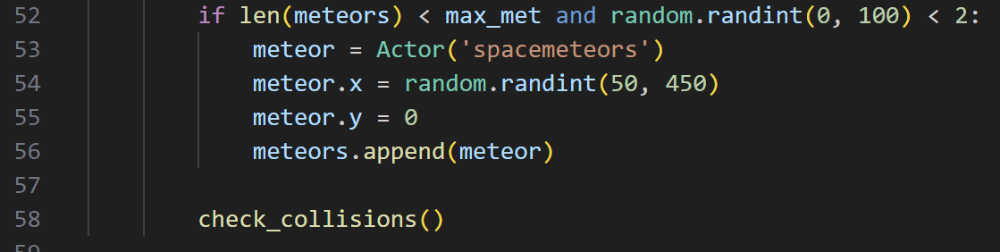 52 if len(meteors) < max_met and random.randint(0, 100) < 2:
53 meteor = Actor('spacemeteors')
54 meteor.x = random.randint(50, 450)
55 meteor.y = 0
56 meteors.append(meteor)
57
58 check_collisions()
59